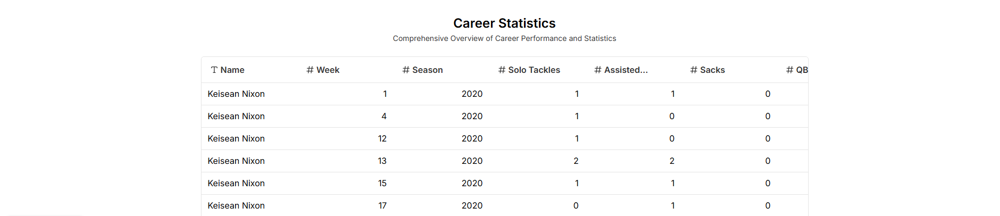 Career Statistics
Comprehensive Overview of Career Performance and Statistics
Name # Week # Season # Solo Tackles # Assisted... # Sacks # QB
Keisean Nixon 1 2020 1 1 0
Keisean Nixon 4 2020 1 0 0
Keisean Nixon 12 2020 1 0 0
Keisean Nixon 13 2020 2 2 0
Keisean Nixon 15 2020 1 1 0
Keisean Nixon 17 2020 0 1 0